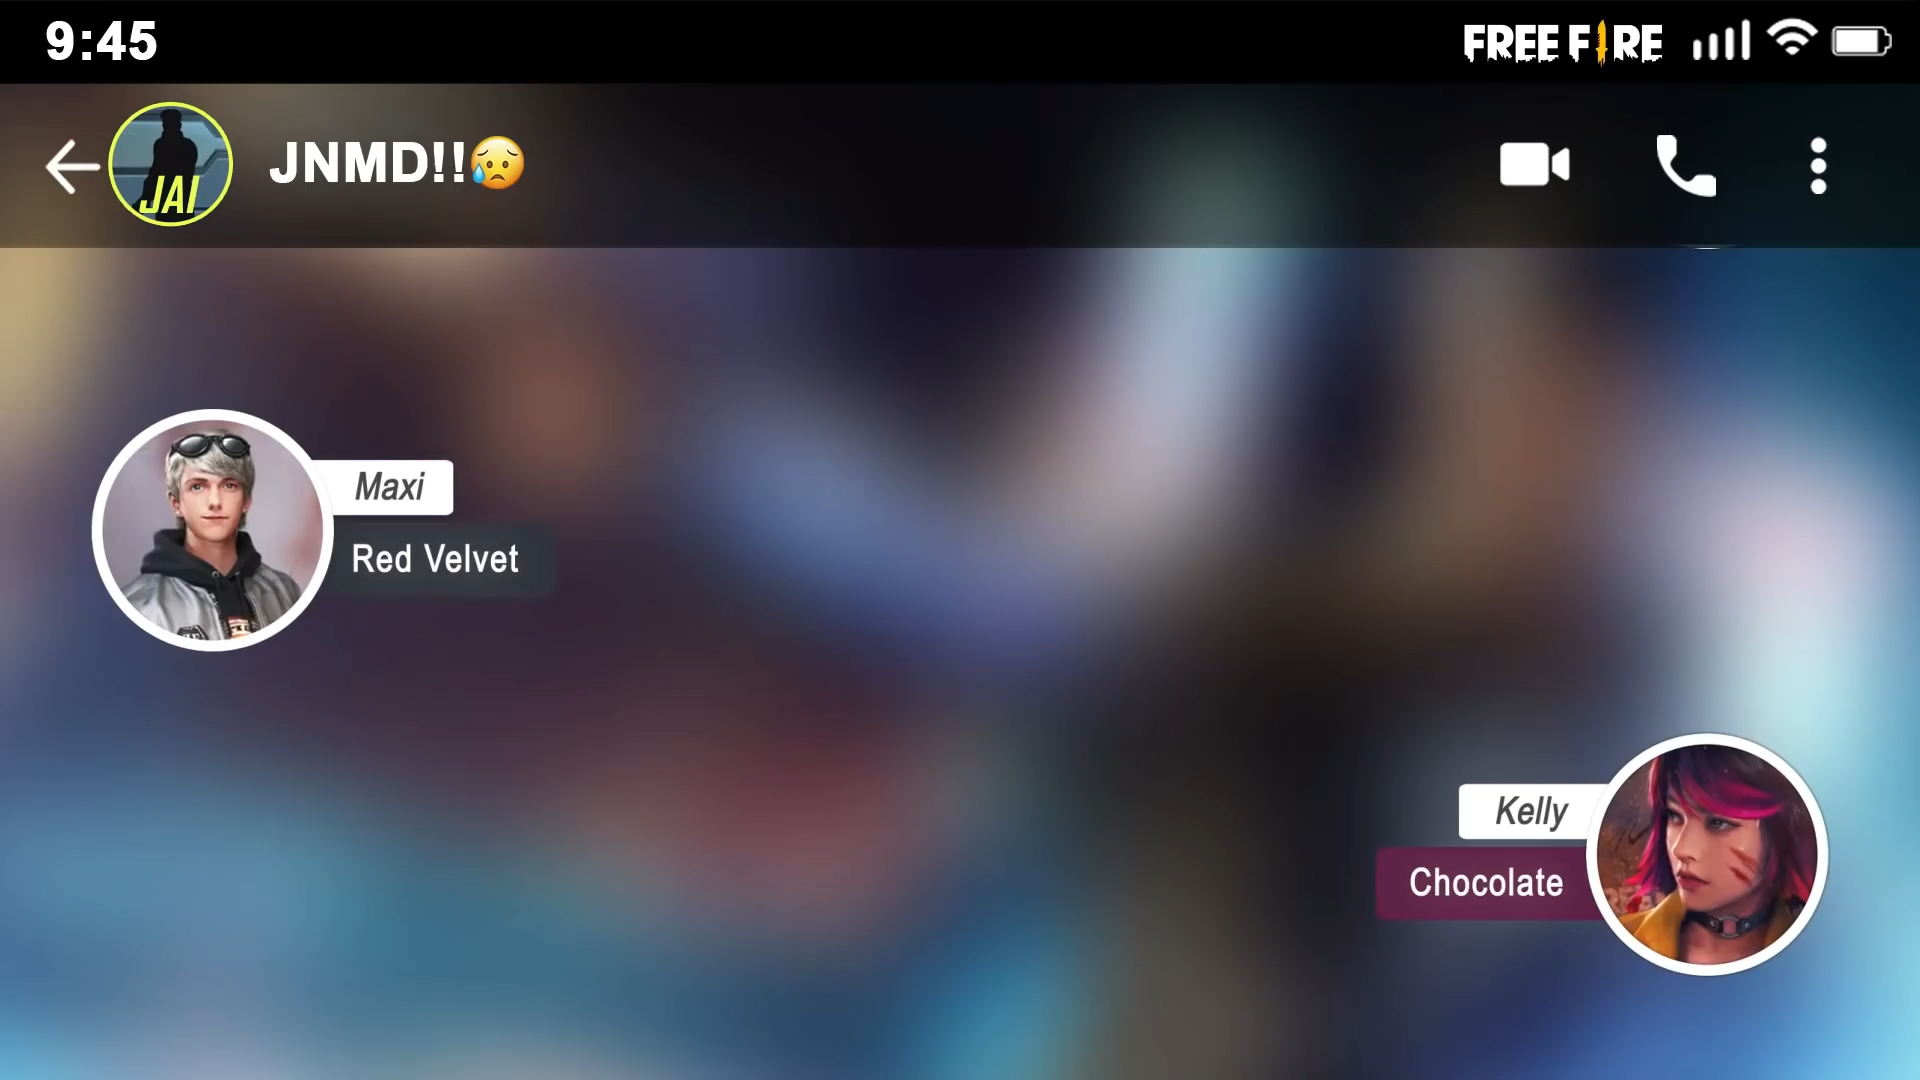 9:45
FREE FIRE
JAI
JNMD!!😥
Maxi
Red Velvet
Kelly
Chocolate